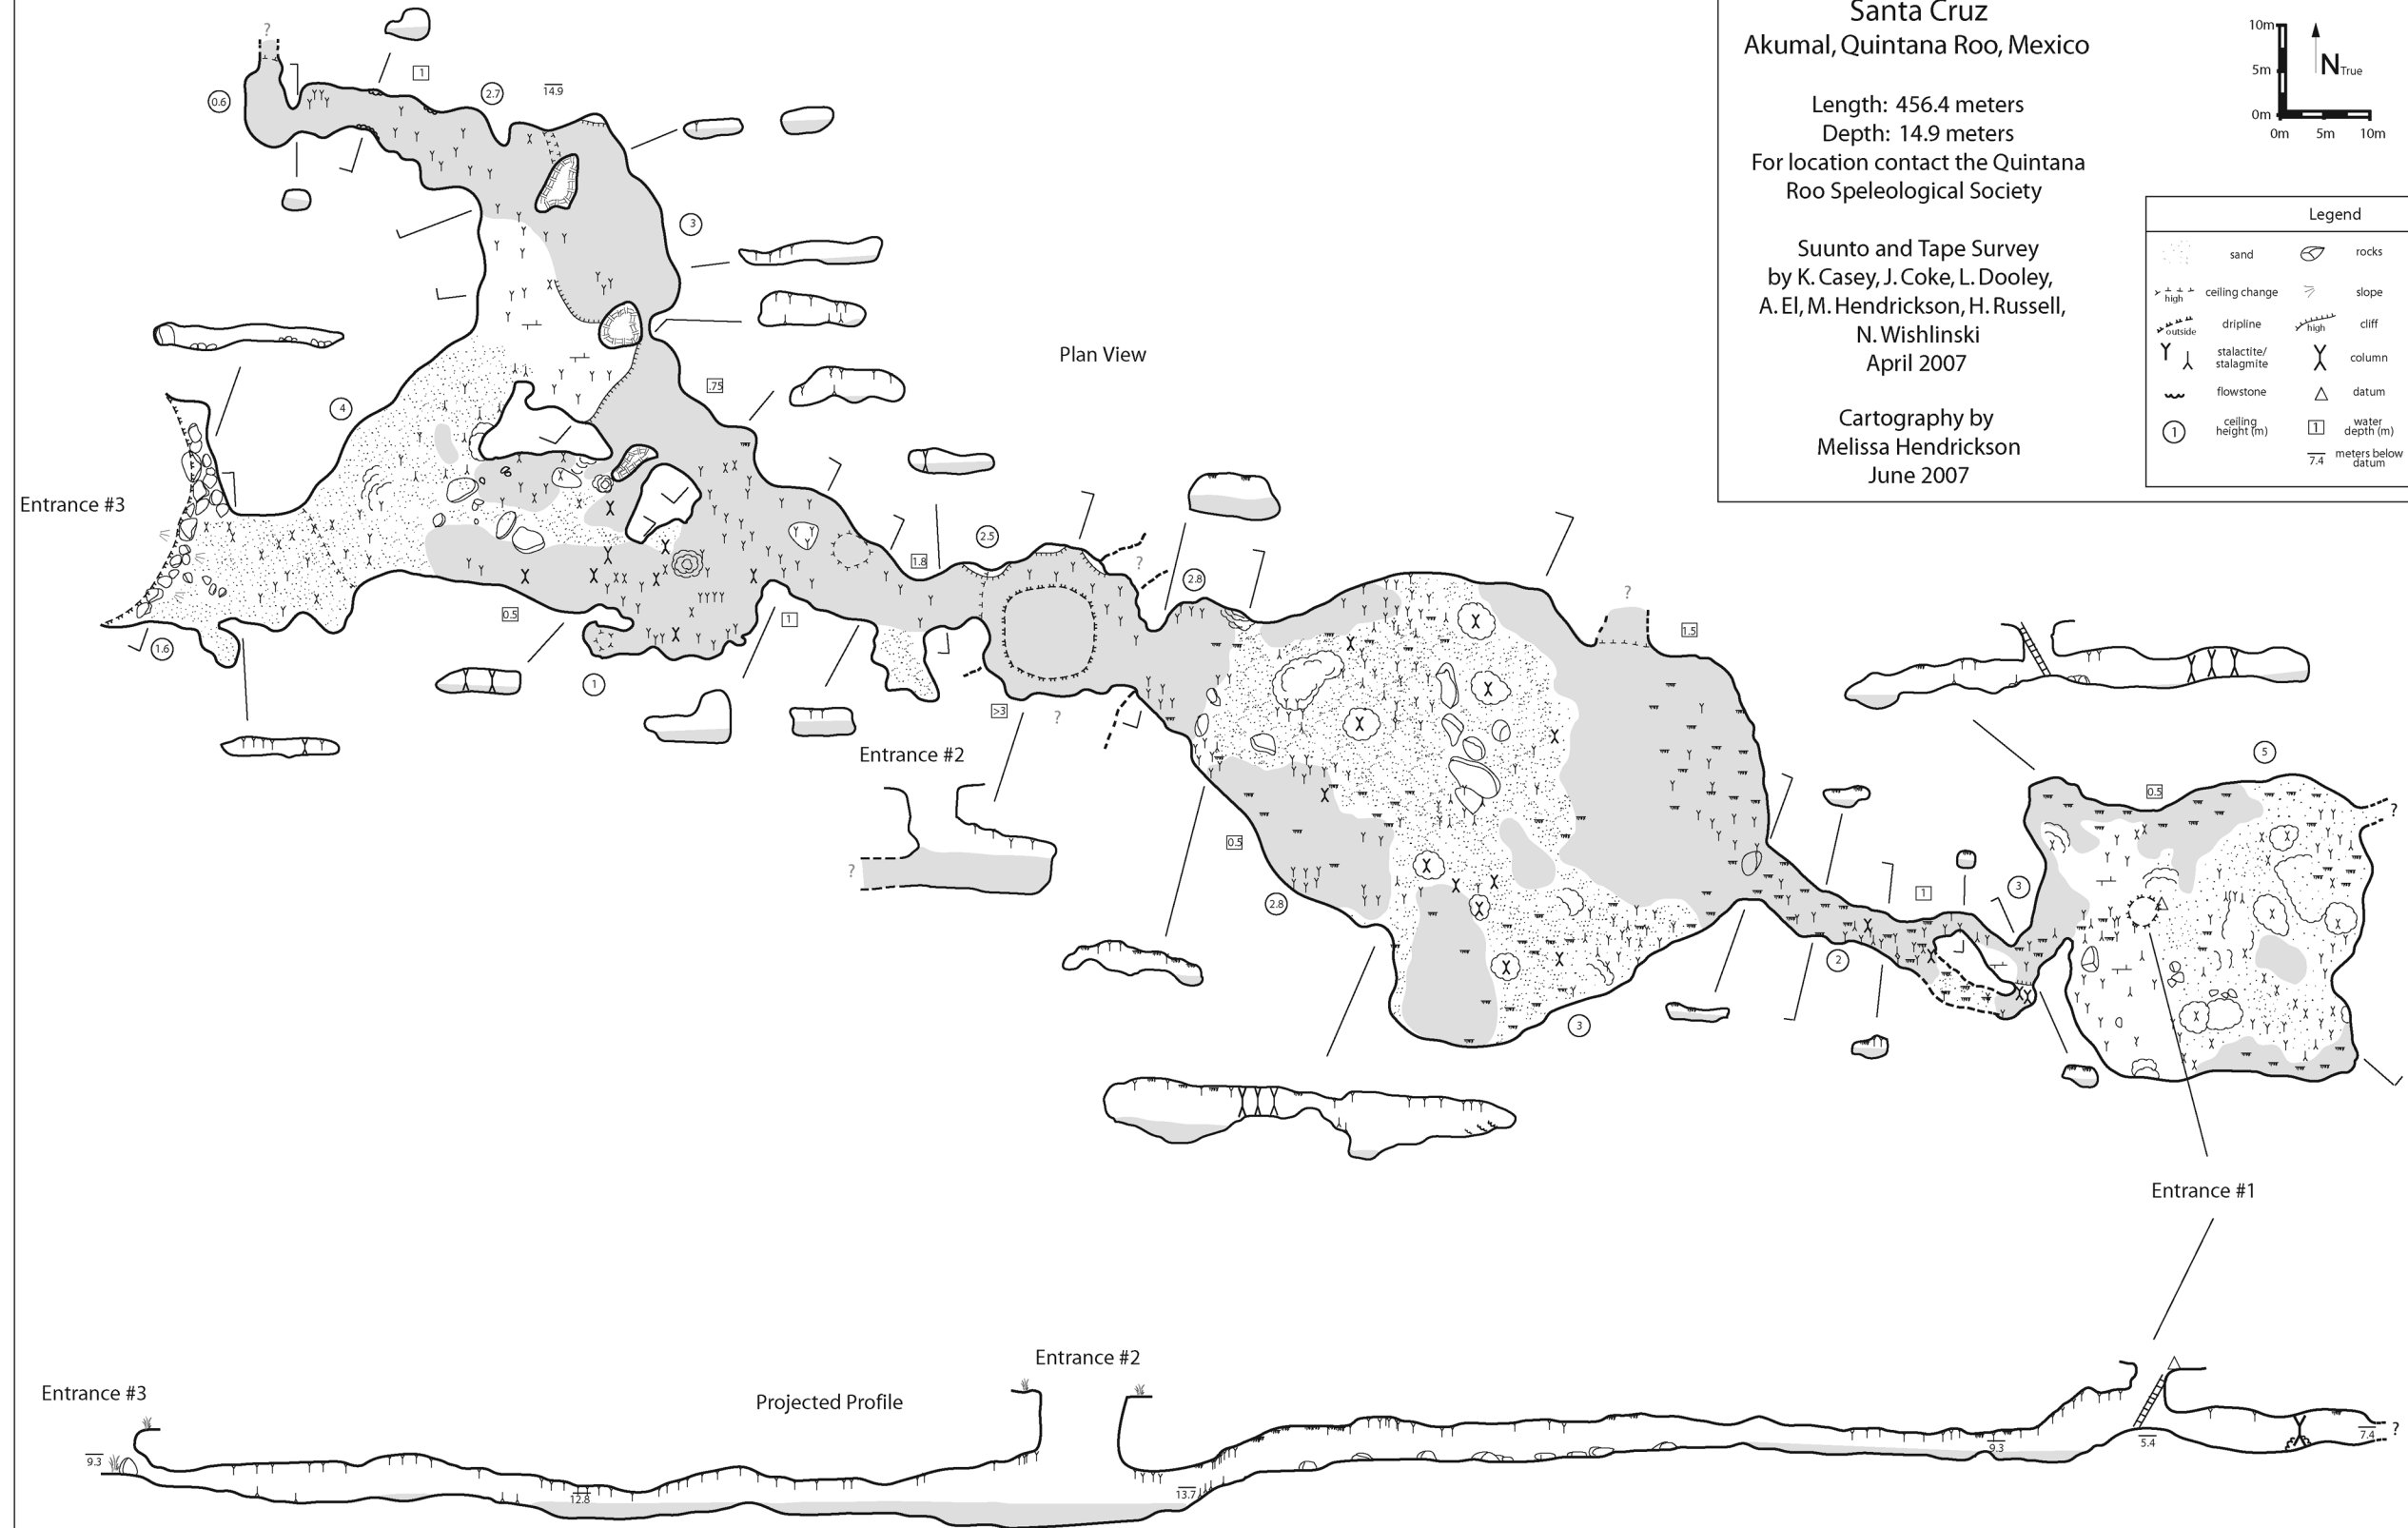 Santa Cruz
Akumal, Quintana Roo, Mexico
Length: 456.4 meters
Depth: 14.9 meters
For location contact the Quintana
Roo Speleological Society
Suunto and Tape Survey
by K. Casey, J. Coke, L. Dooley,
A. El, M. Hendrickson, H. Russell,
N. Wishlinski
April 2007
Cartography by
Melissa Hendrickson
June 2007
10m
5m
0m
0m 5m 10m
N True
Legend
sand
rocks
high
ceiling change
slope
outside
dripline
high
cliff
stalactite/
stalagmite
column
flowstone
datum
1
ceiling
height (m)
1
water
depth (m)
7.4
meters below
datum
Plan View
?
0.6
1
2.7
14.9
3
.75
4
Entrance #3
1.6
0.5
1
1
1.8
2.5
>3
?
?
2.8
Entrance #2
?
?
1.5
0.5
2.8
3
2
1
3
0.5
5
?
Entrance #1
Entrance #3
Projected Profile
Entrance #2
9.3
12.8
13.7
9.3
5.4
7.4
?